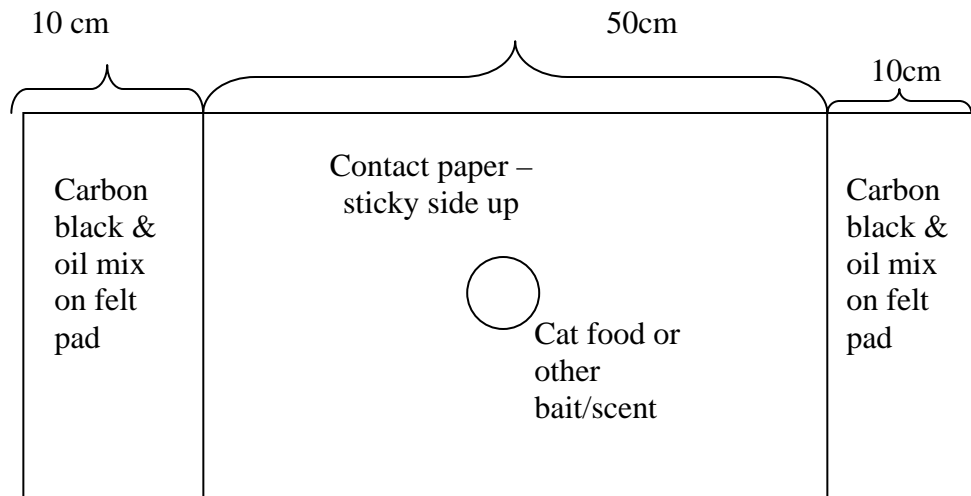 10 cm
50cm
10cm
Contact paper –
sticky side up
Carbon
black &
oil mix
on felt
pad
Carbon
black &
oil mix
on felt
pad
Cat food or
other
bait/scent